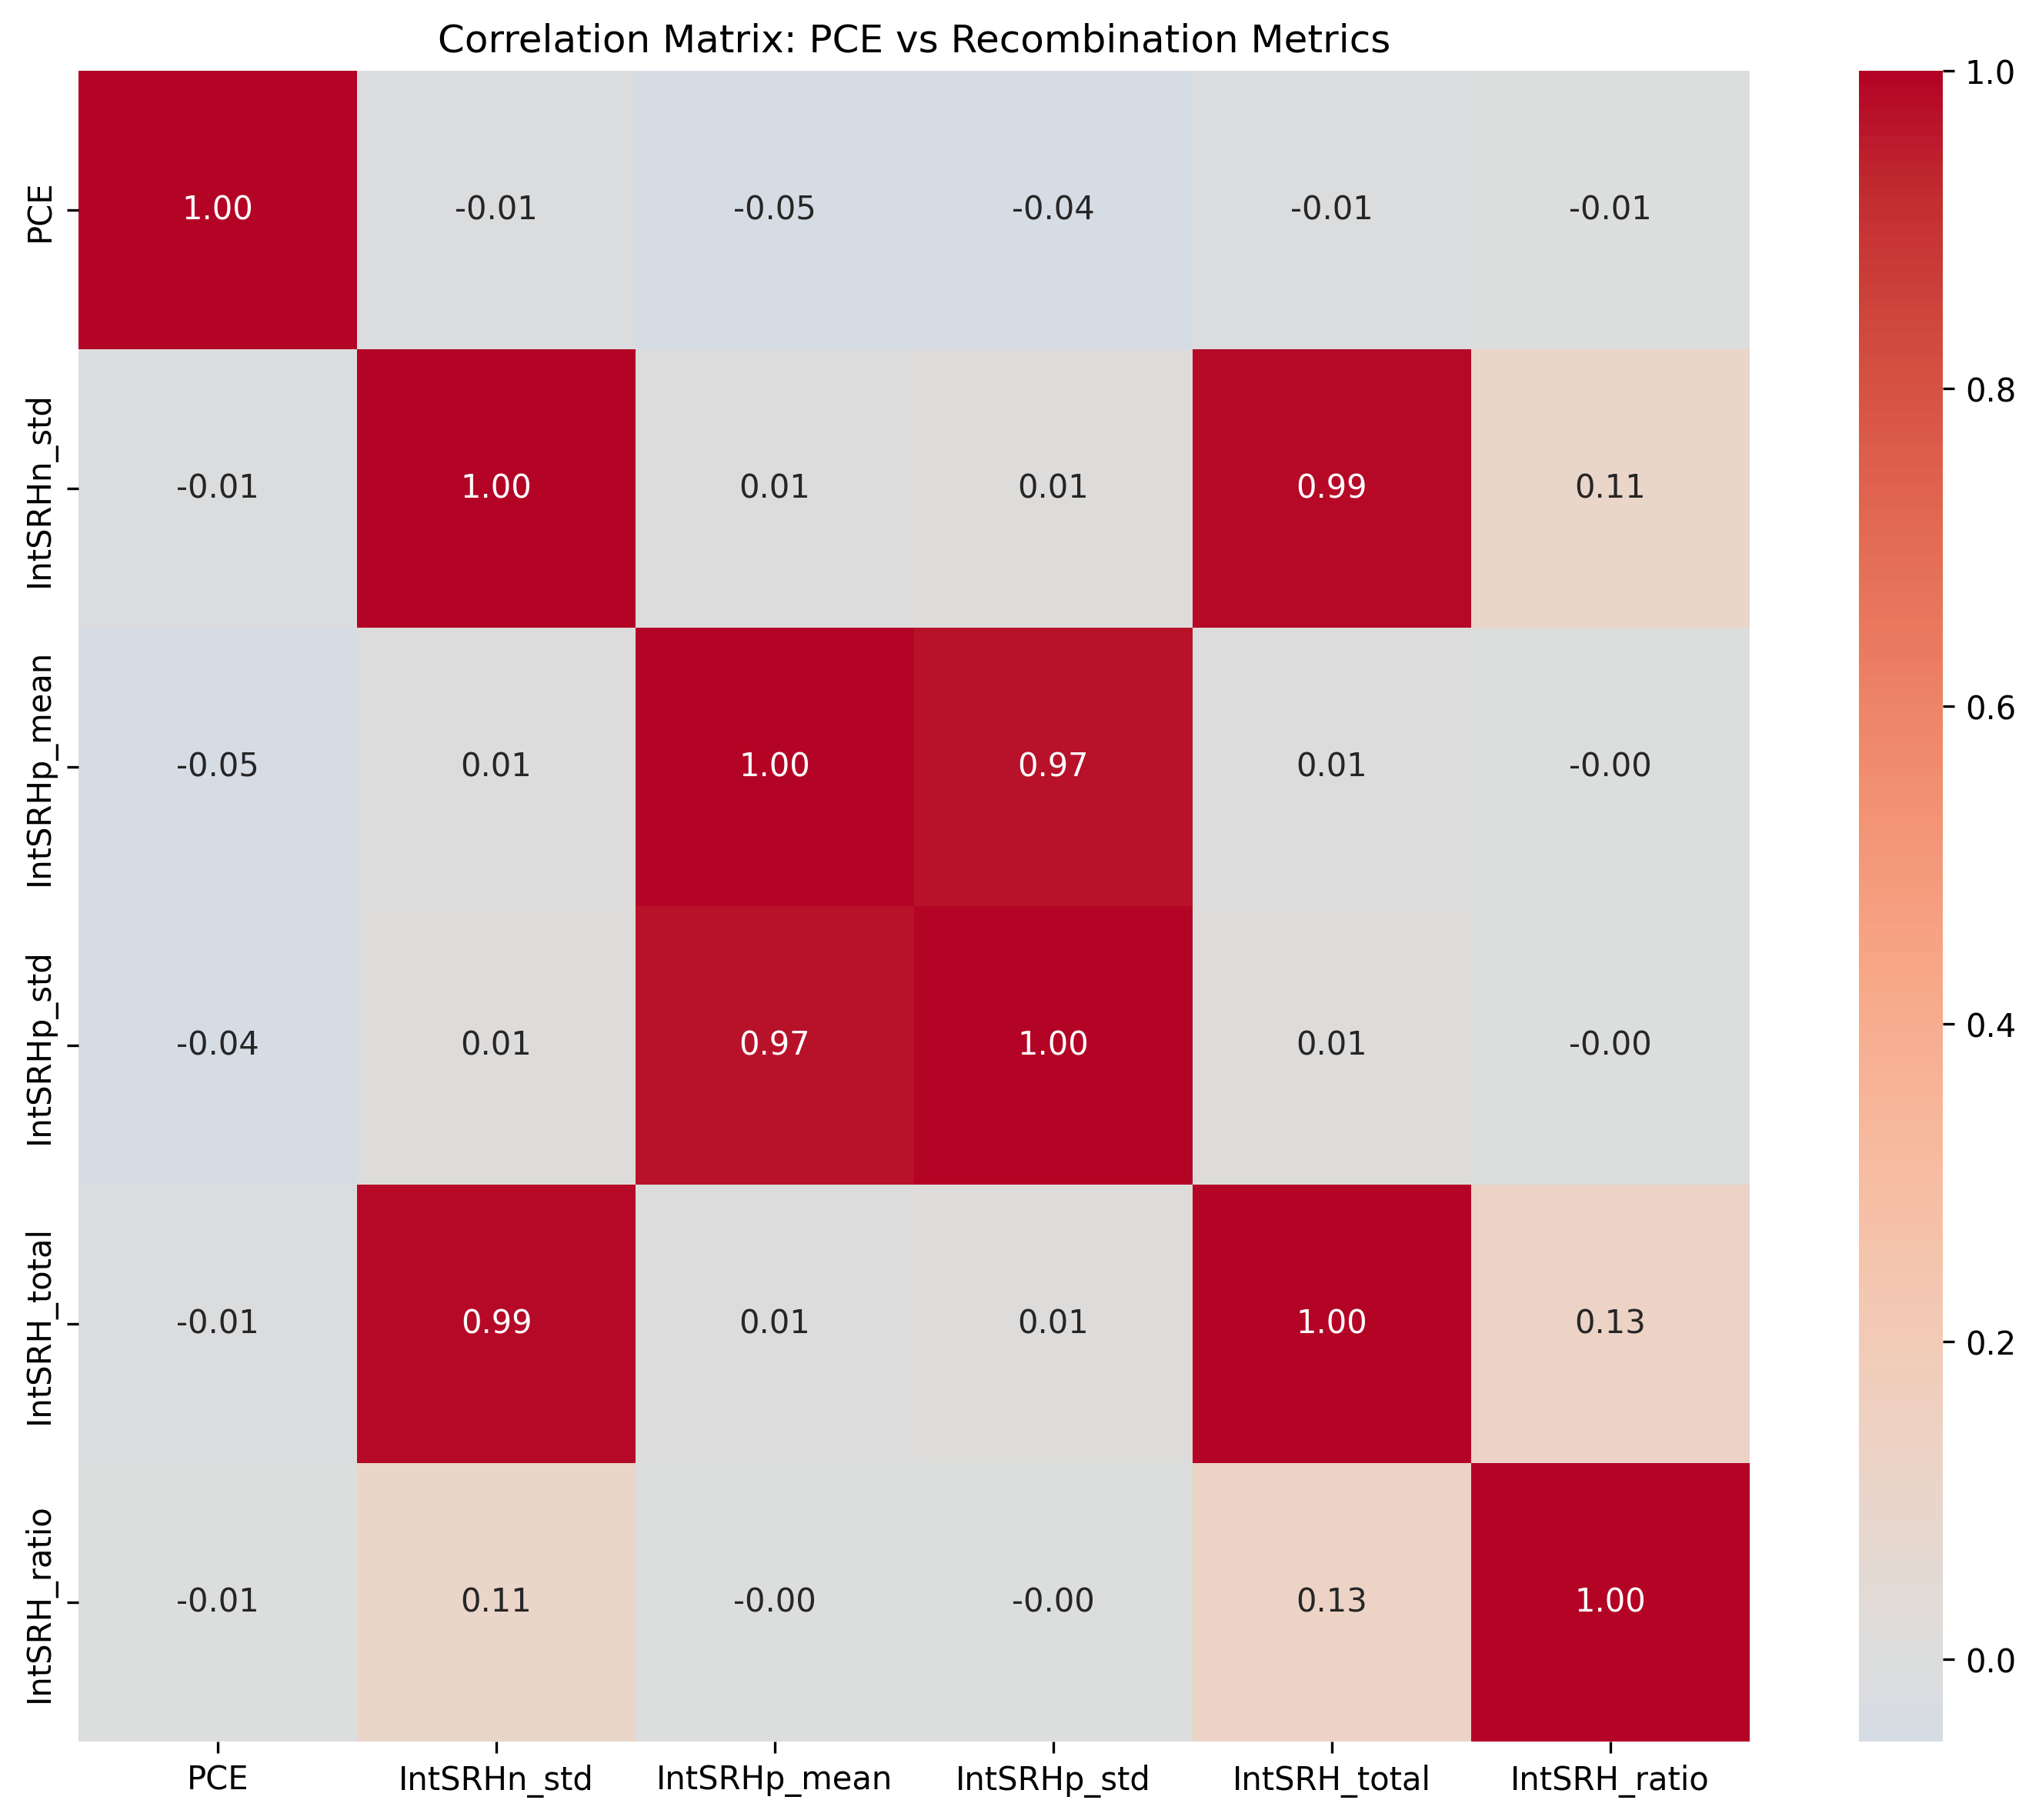 Correlation Matrix: PCE vs Recombination Metrics
PCE 1.00 -0.01 -0.05 -0.04 -0.01 -0.01
IntSRHn_std -0.01 1.00 0.01 0.01 0.99 0.11
IntSRHp_mean -0.05 0.01 1.00 0.97 0.01 -0.00
IntSRHp_std -0.04 0.01 0.97 1.00 0.01 -0.00
IntSRH_total -0.01 0.99 0.01 0.01 1.00 0.13
IntSRH_ratio -0.01 0.11 -0.00 -0.00 0.13 1.00
PCE IntSRHn_std IntSRHp_mean IntSRHp_std IntSRH_total IntSRH_ratio
1.0
0.8
0.6
0.4
0.2
0.0